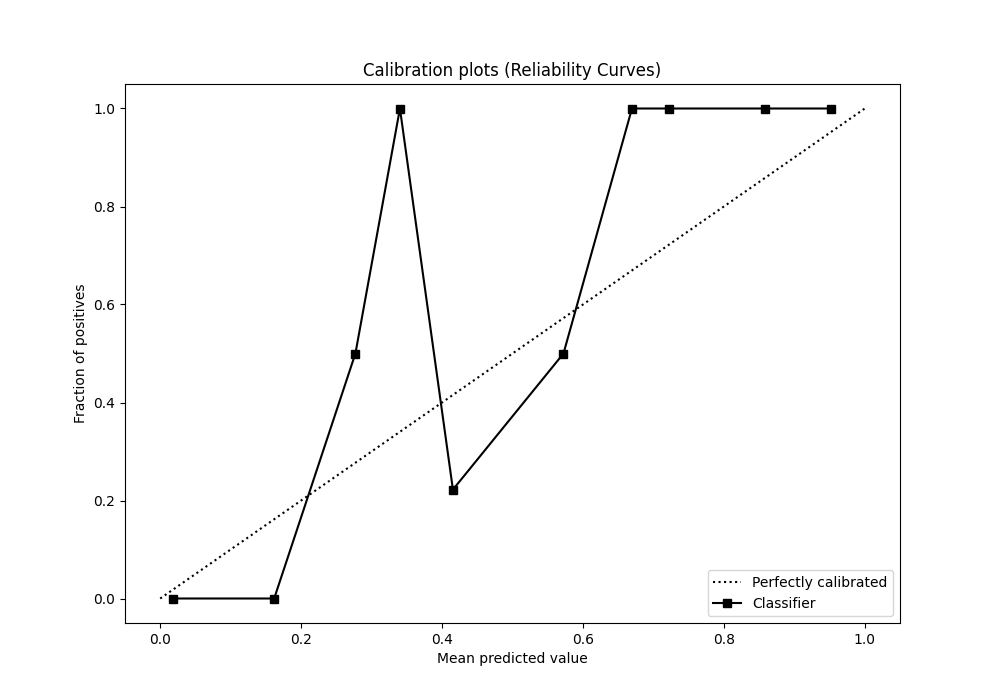 Calibration plots (Reliability Curves)
1.0
0.8
0.6
0.4
0.2
0.0
Fraction of positives
0.0 0.2 0.4 0.6 0.8 1.0
Mean predicted value
Perfectly calibrated
Classifier